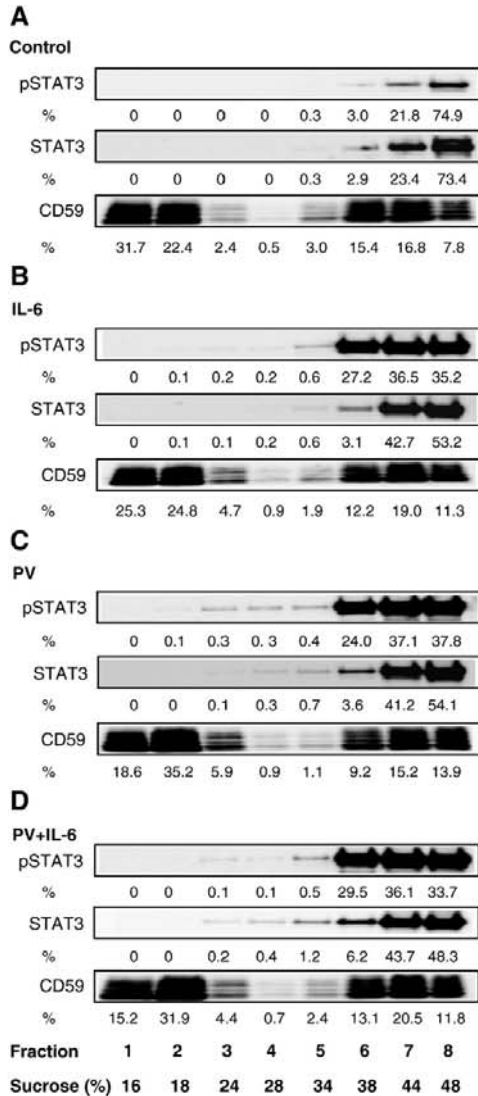 A
Control
pSTAT3
% 0 0 0 0 0.3 3.0 21.8 74.9
STAT3
% 0 0 0 0 0.3 2.9 23.4 73.4
CD59
% 31.7 22.4 2.4 0.5 3.0 15.4 16.8 7.8
B
IL-6
pSTAT3
% 0 0.1 0.2 0.2 0.6 27.2 36.5 35.2
STAT3
% 0 0.1 0.1 0.2 0.6 3.1 42.7 53.2
CD59
% 25.3 24.8 4.7 0.9 1.9 12.2 19.0 11.3
C
PV
pSTAT3
% 0 0.1 0.3 0.3 0.4 24.0 37.1 37.8
STAT3
% 0 0 0.1 0.3 0.7 3.6 41.2 54.1
CD59
% 18.6 35.2 5.9 0.9 1.1 9.2 15.2 13.9
D
PV+IL-6
pSTAT3
% 0 0 0.1 0.1 0.5 29.5 36.1 33.7
STAT3
% 0 0 0.2 0.4 1.2 6.2 43.7 48.3
CD59
% 15.2 31.9 4.4 0.7 2.4 13.1 20.5 11.8
Fraction 1 2 3 4 5 6 7 8
Sucrose (%) 16 18 24 28 34 38 44 48